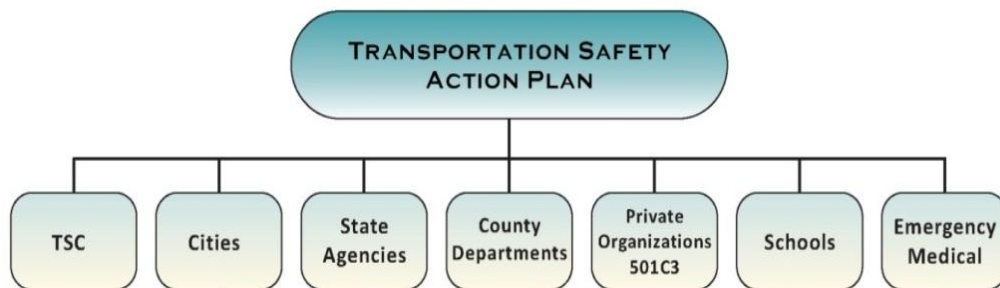 TRANSPORTATION SAFETY
ACTION PLAN
TSC
Cities
State
Agencies
County
Departments
Private
Organizations
501C3
Schools
Emergency
Medical